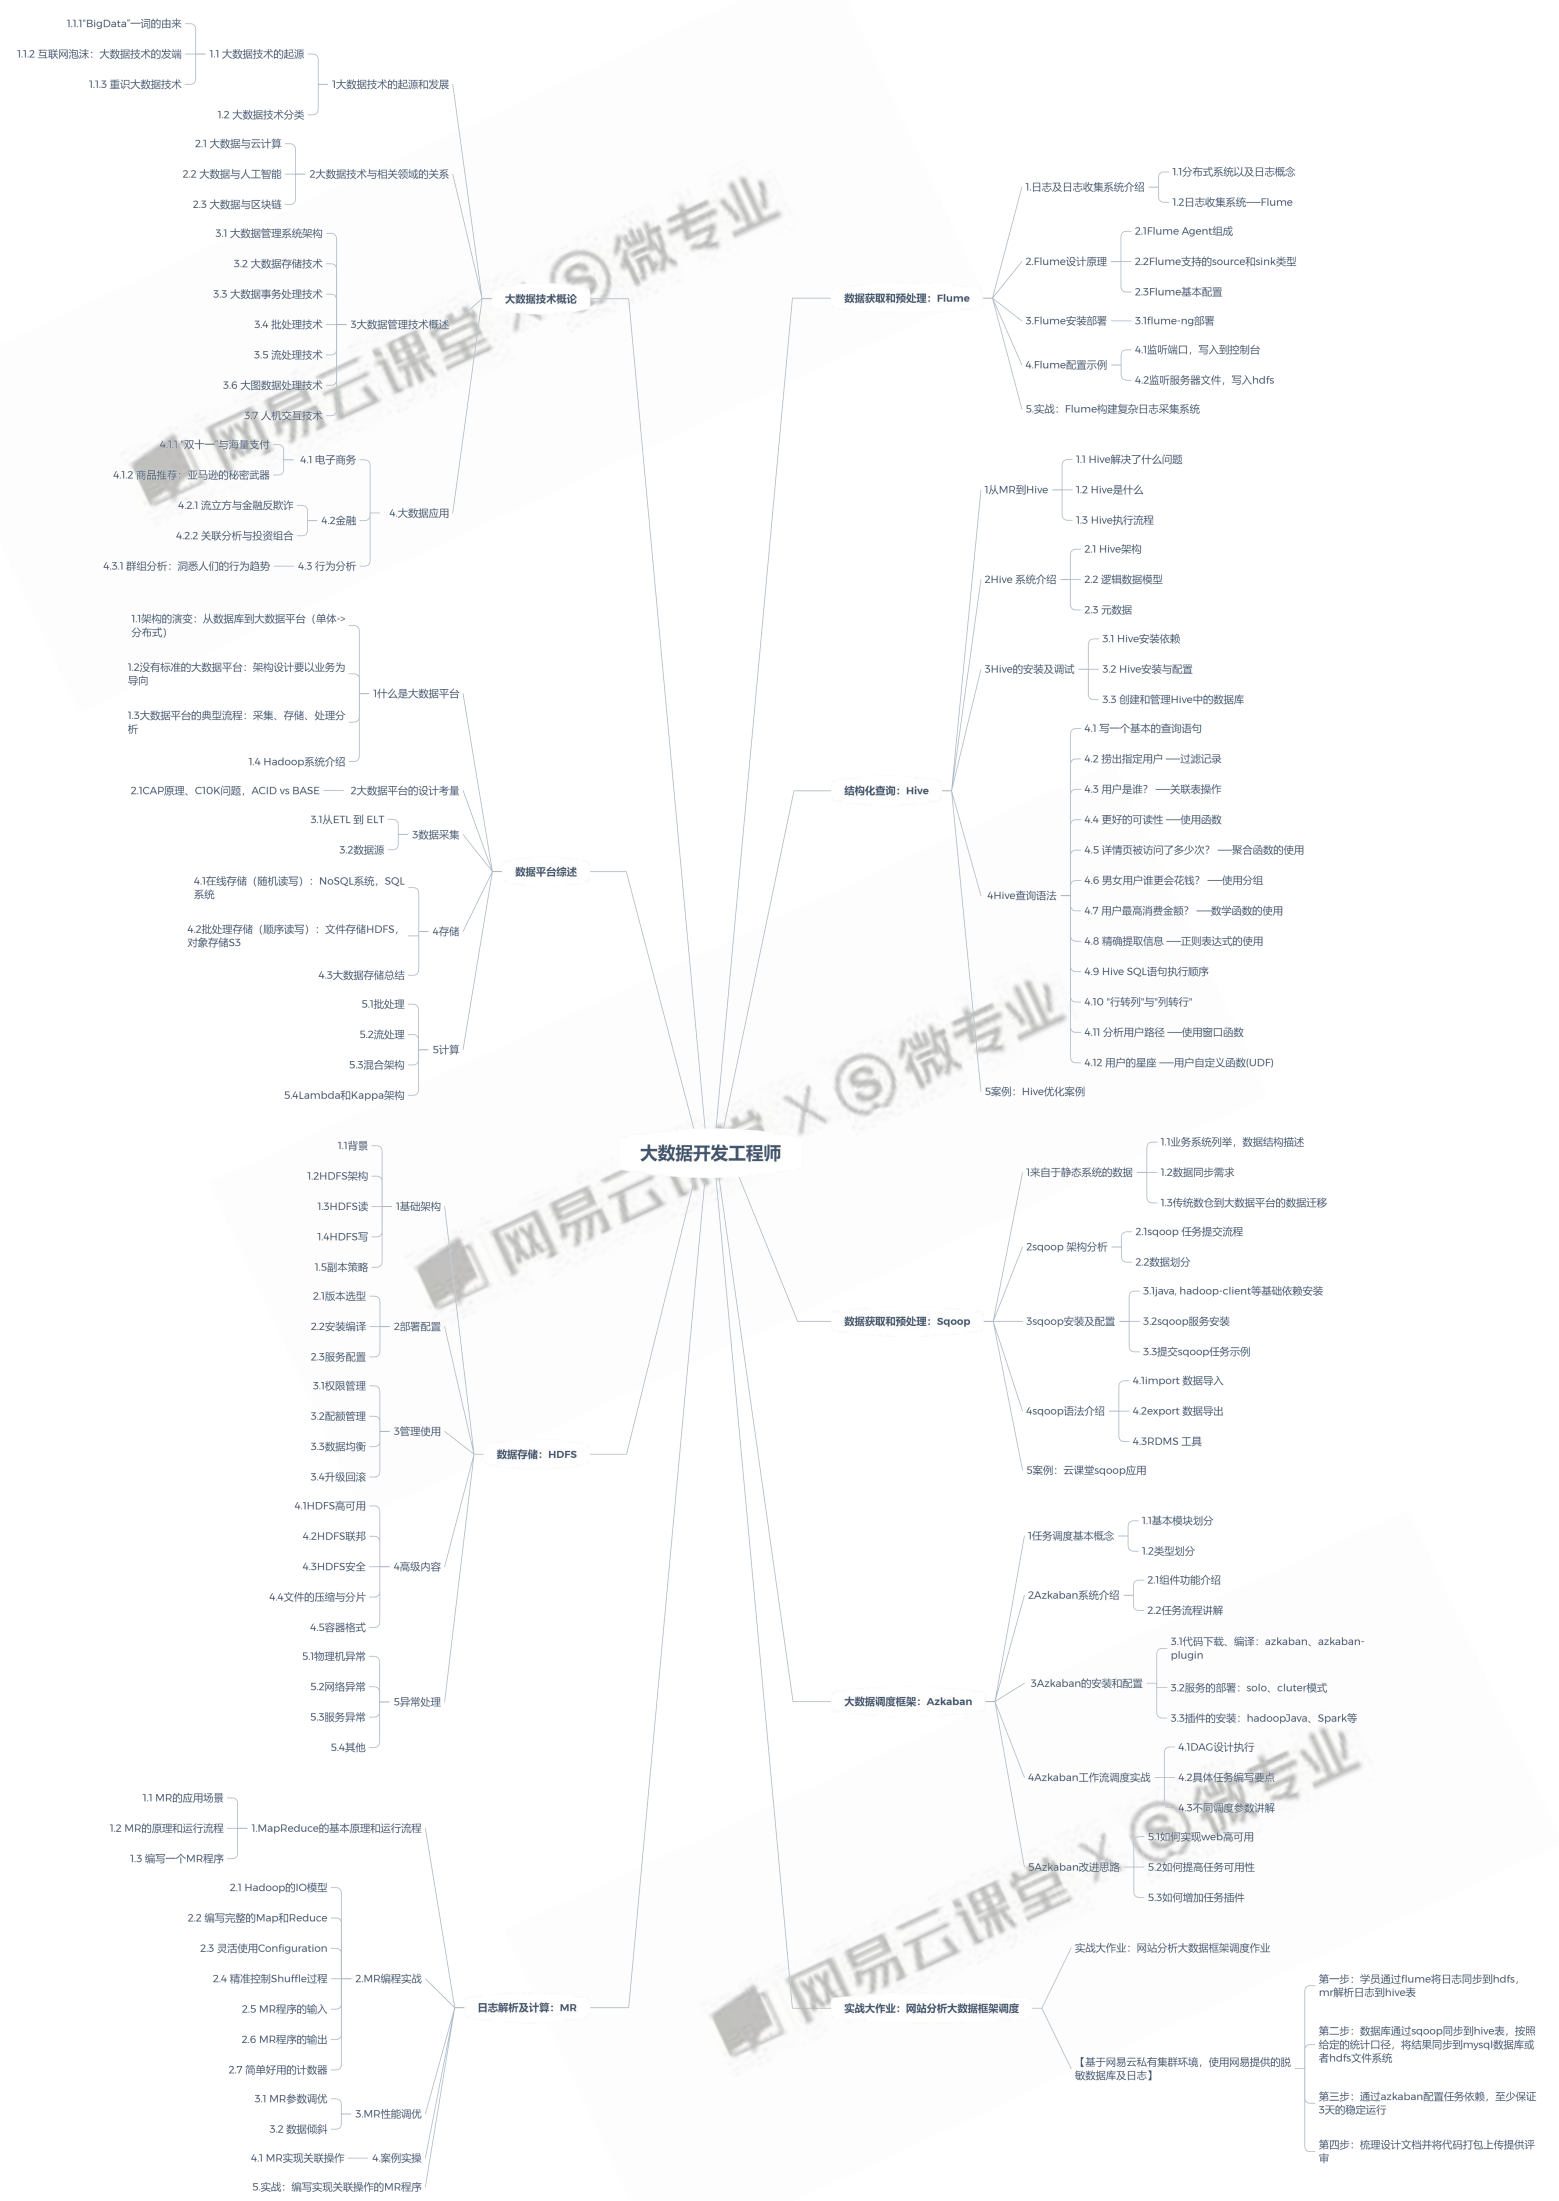 大数据开发工程师
大数据技术概论
1大数据技术的起源和发展
1.1 大数据技术的起源
1.1.1“BigData”一词的由来
1.1.2 互联网泡沫：大数据技术的发端
1.1.3 重识大数据技术
1.2 大数据技术分类
2大数据技术与相关领域的关系
2.1 大数据与云计算
2.2 大数据与人工智能
2.3 大数据与区块链
3大数据管理技术概述
3.1 大数据管理系统架构
3.2 大数据存储技术
3.3 大数据事务处理技术
3.4 批处理技术
3.5 流处理技术
3.6 大图数据处理技术
3.7 人机交互技术
4.大数据应用
4.1 电子商务
4.1.1 “双十一”与海量支付
4.1.2 商品推荐：亚马逊的秘密武器
4.2金融
4.2.1 流立方与金融反欺诈
4.2.2 关联分析与投资组合
4.3 行为分析
4.3.1 群组分析：洞悉人们的行为趋势
数据平台综述
1什么是大数据平台
1.1架构的演变：从数据库到大数据平台（单体->
分布式）
1.2没有标准的大数据平台：架构设计要以业务为
导向
1.3大数据平台的典型流程：采集、存储、处理分
析
1.4 Hadoop系统介绍
2大数据平台的设计考量
2.1CAP原理、C10K问题，ACID vs BASE
3数据采集
3.1从ETL 到 ELT
3.2数据源
4存储
4.1在线存储（随机读写）：NoSQL系统，SQL
系统
4.2批处理存储（顺序读写）：文件存储HDFS，
对象存储S3
4.3大数据存储总结
5计算
5.1批处理
5.2流处理
5.3混合架构
5.4Lambda和Kappa架构
数据存储：HDFS
1基础架构
1.1背景
1.2HDFS架构
1.3HDFS读
1.4HDFS写
1.5副本策略
2部署配置
2.1版本选型
2.2安装编译
2.3服务配置
3管理使用
3.1权限管理
3.2配额管理
3.3数据均衡
3.4升级回滚
4高级内容
4.1HDFS高可用
4.2HDFS联邦
4.3HDFS安全
4.4文件的压缩与分片
4.5容器格式
5异常处理
5.1物理机异常
5.2网络异常
5.3服务异常
5.4其他
日志解析及计算：MR
1.MapReduce的基本原理和运行流程
1.1 MR的应用场景
1.2 MR的原理和运行流程
1.3 编写一个MR程序
2.MR编程实战
2.1 Hadoop的IO模型
2.2 编写完整的Map和Reduce
2.3 灵活使用Configuration
2.4 精准控制Shuffle过程
2.5 MR程序的输入
2.6 MR程序的输出
2.7 简单好用的计数器
3.MR性能调优
3.1 MR参数调优
3.2 数据倾斜
4.案例实操
4.1 MR实现关联操作
5.实战：编写实现关联操作的MR程序
数据获取和预处理：Flume
1.日志及日志收集系统介绍
1.1分布式系统以及日志概念
1.2日志收集系统——Flume
2.Flume设计原理
2.1Flume Agent组成
2.2Flume支持的source和sink类型
2.3Flume基本配置
3.Flume安装部署
3.1flume-ng部署
4.Flume配置示例
4.1监听端口，写入到控制台
4.2监听服务器文件，写入hdfs
5.实战：Flume构建复杂日志采集系统
结构化查询：Hive
1从MR到Hive
1.1 Hive解决了什么问题
1.2 Hive是什么
1.3 Hive执行流程
2Hive 系统介绍
2.1 Hive架构
2.2 逻辑数据模型
2.3 元数据
3Hive的安装及调试
3.1 Hive安装依赖
3.2 Hive安装与配置
3.3 创建和管理Hive中的数据库
4Hive查询语法
4.1 写一个基本的查询语句
4.2 捞出指定用户 ——过滤记录
4.3 用户是谁？ ——关联表操作
4.4 更好的可读性 ——使用函数
4.5 详情页被访问了多少次？ ——聚合函数的使用
4.6 男女用户谁更会花钱？ ——使用分组
4.7 用户最高消费金额？ ——数学函数的使用
4.8 精确提取信息 ——正则表达式的使用
4.9 Hive SQL语句执行顺序
4.10 "行转列"与"列转行"
4.11 分析用户路径 ——使用窗口函数
4.12 用户的星座 ——用户自定义函数(UDF)
5案例：Hive优化案例
数据获取和预处理：Sqoop
1来自于静态系统的数据
1.1业务系统列举，数据结构描述
1.2数据同步需求
1.3传统数仓到大数据平台的数据迁移
2sqoop 架构分析
2.1sqoop 任务提交流程
2.2数据划分
3sqoop安装及配置
3.1java, hadoop-client等基础依赖安装
3.2sqoop服务安装
3.3提交sqoop任务示例
4sqoop语法介绍
4.1import 数据导入
4.2export 数据导出
4.3RDMS 工具
5案例：云课堂sqoop应用
大数据调度框架：Azkaban
1任务调度基本概念
1.1基本模块划分
1.2类型划分
2Azkaban系统介绍
2.1组件功能介绍
2.2任务流程讲解
3Azkaban的安装和配置
3.1代码下载、编译：azkaban、azkaban-
plugin
3.2服务的部署：solo、cluter模式
3.3插件的安装：hadoopJava、Spark等
4Azkaban工作流调度实战
4.1DAG设计执行
4.2具体任务编写要点
4.3不同调度参数讲解
5Azkaban改进思路
5.1如何实现web高可用
5.2如何提高任务可用性
5.3如何增加任务插件
实战大作业：网站分析大数据框架调度
实战大作业：网站分析大数据框架调度作业
【基于网易云私有集群环境，使用网易提供的脱
敏数据库及日志】
第一步：学员通过flume将日志同步到hdfs，
mr解析日志到hive表
第二步：数据库通过sqoop同步到hive表，按照
给定的统计口径，将结果同步到mysql数据库或
者hdfs文件系统
第三步：通过azkaban配置任务依赖，至少保证
3天的稳定运行
第四步：梳理设计文档并将代码打包上传提供评
审
网易云课堂 X S 微专业
网易云课堂 X S 微专业
网易云课堂 X S 微专业